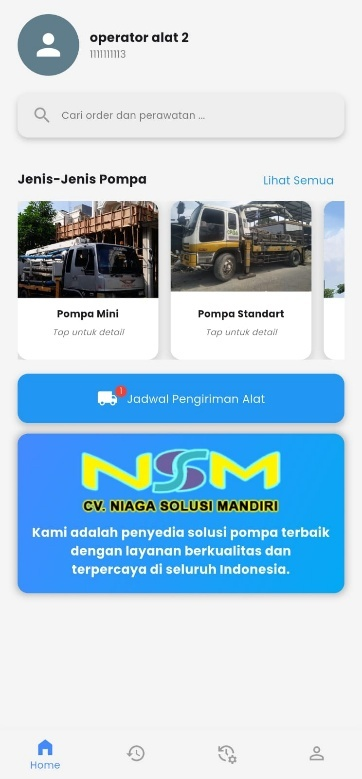 operator alat 2
1111111113
Cari order dan perawatan ...
Jenis-Jenis Pompa
Lihat Semua
Pompa Mini
Pompa Standart
Tap untuk detail
Tap untuk detail
1
Jadwal Pengiriman Alat
NSM
CV. NIAGA SOLUSI MANDIRI
Kami adalah penyedia solusi pompa terbaik
dengan layanan berkualitas dan
terpercaya di seluruh Indonesia.
Home